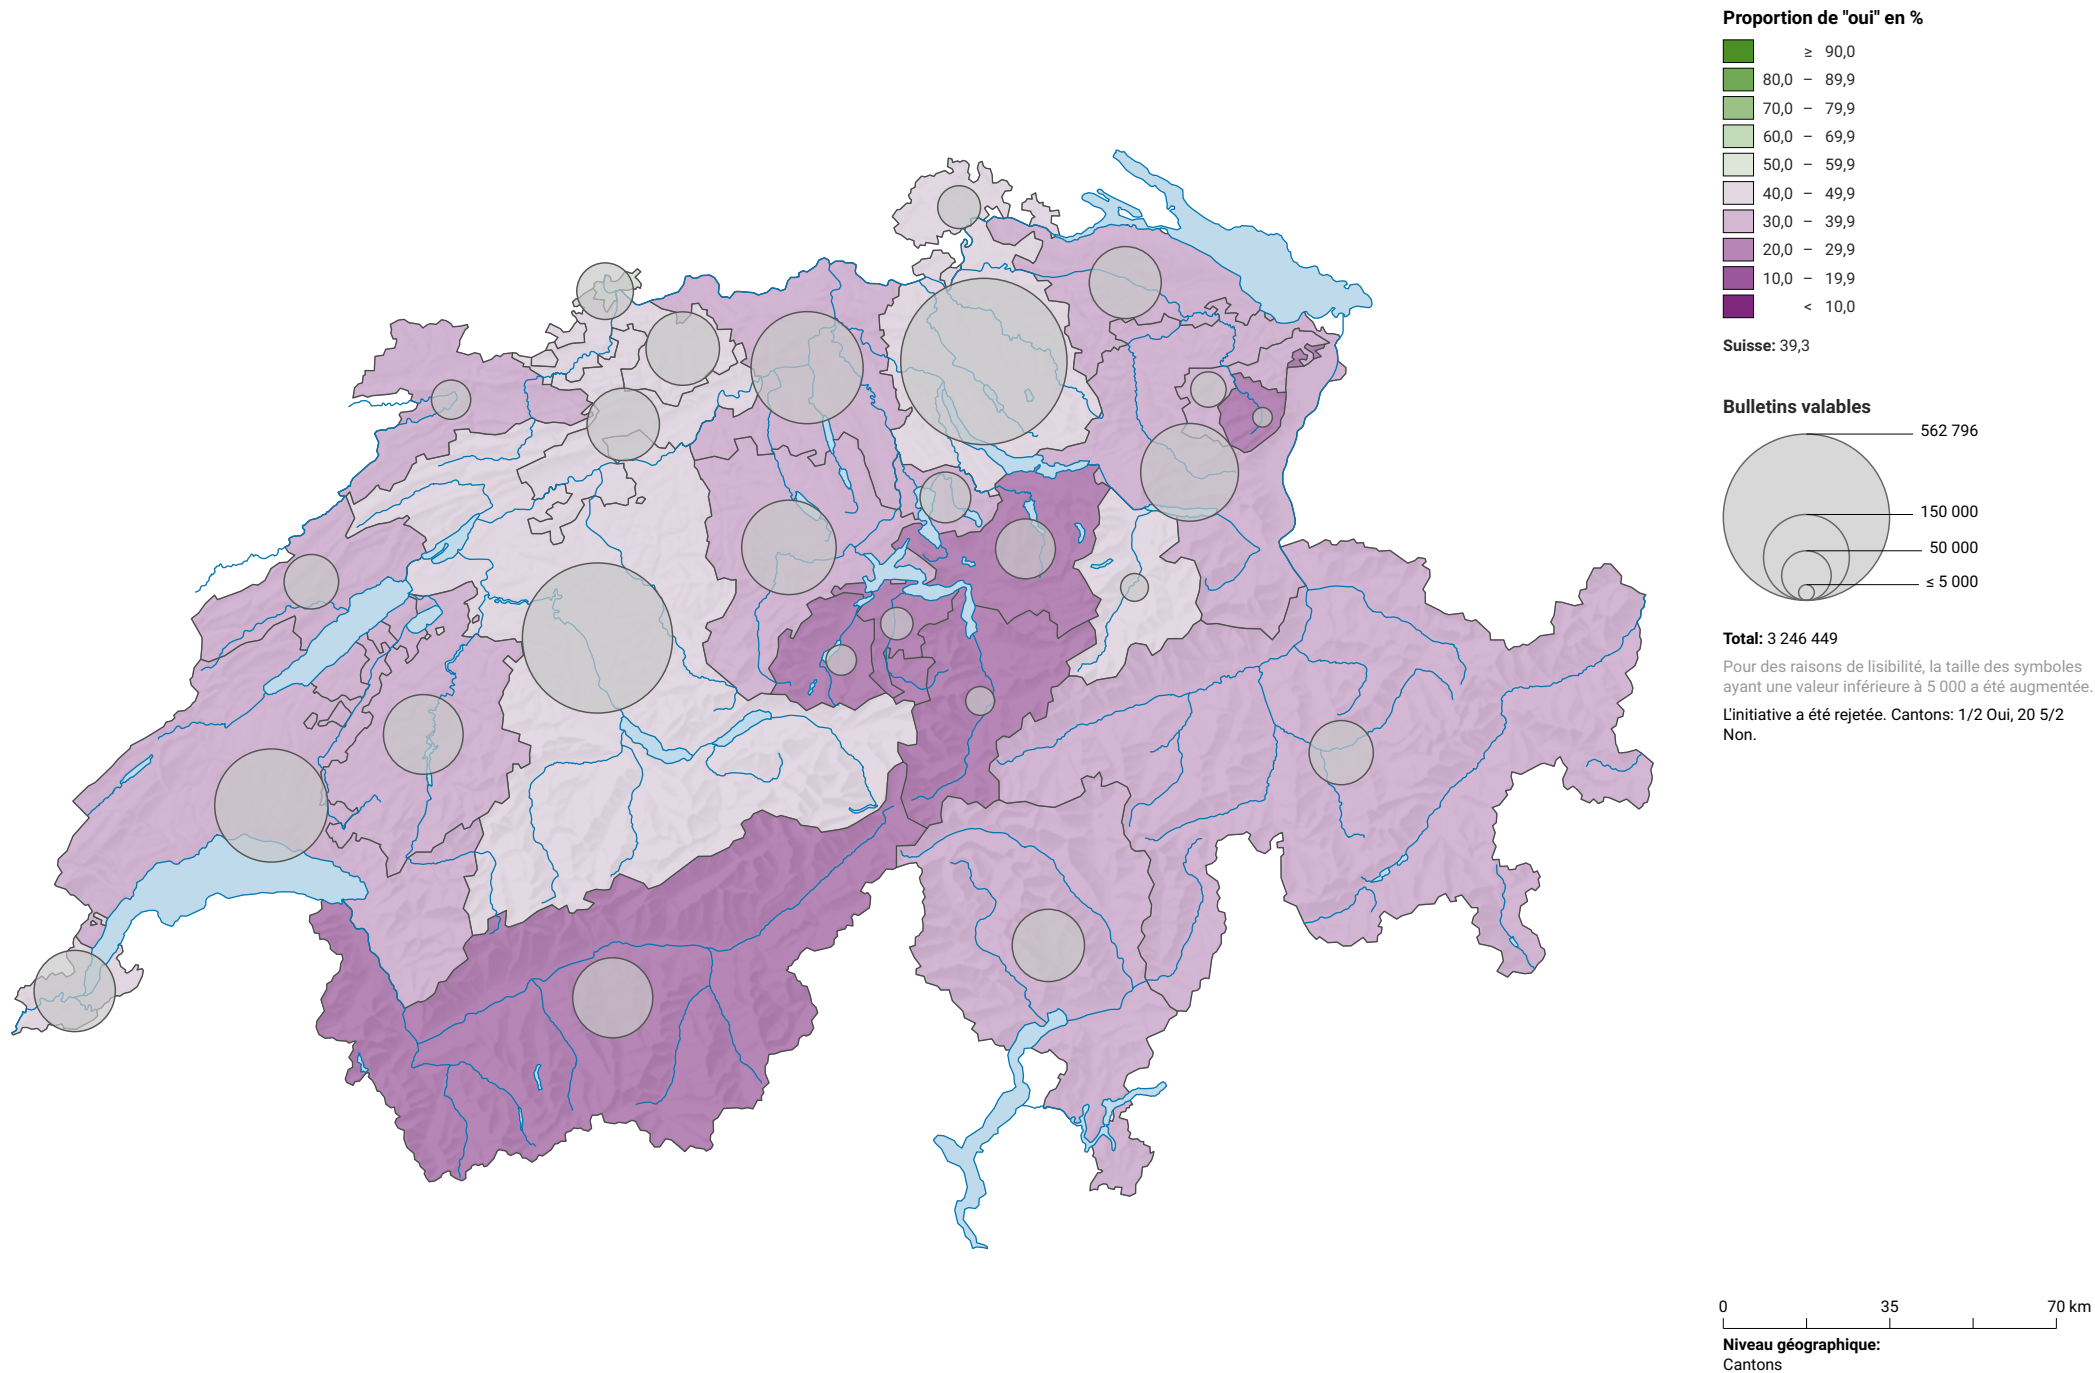 Proportion de "oui" en %
≥ 90,0
80,0 – 89,9
70,0 – 79,9
60,0 – 69,9
50,0 – 59,9
40,0 – 49,9
30,0 – 39,9
20,0 – 29,9
10,0 – 19,9
< 10,0
Suisse: 39,3
Bulletins valables
562 796
150 000
50 000
≤ 5 000
Total: 3 246 449
Pour des raisons de lisibilité, la taille des symboles
ayant une valeur inférieure à 5 000 a été augmentée.
L'initiative a été rejetée. Cantons: 1/2 Oui, 20 5/2
Non.
0 35 70 km
Niveau géographique:
Cantons